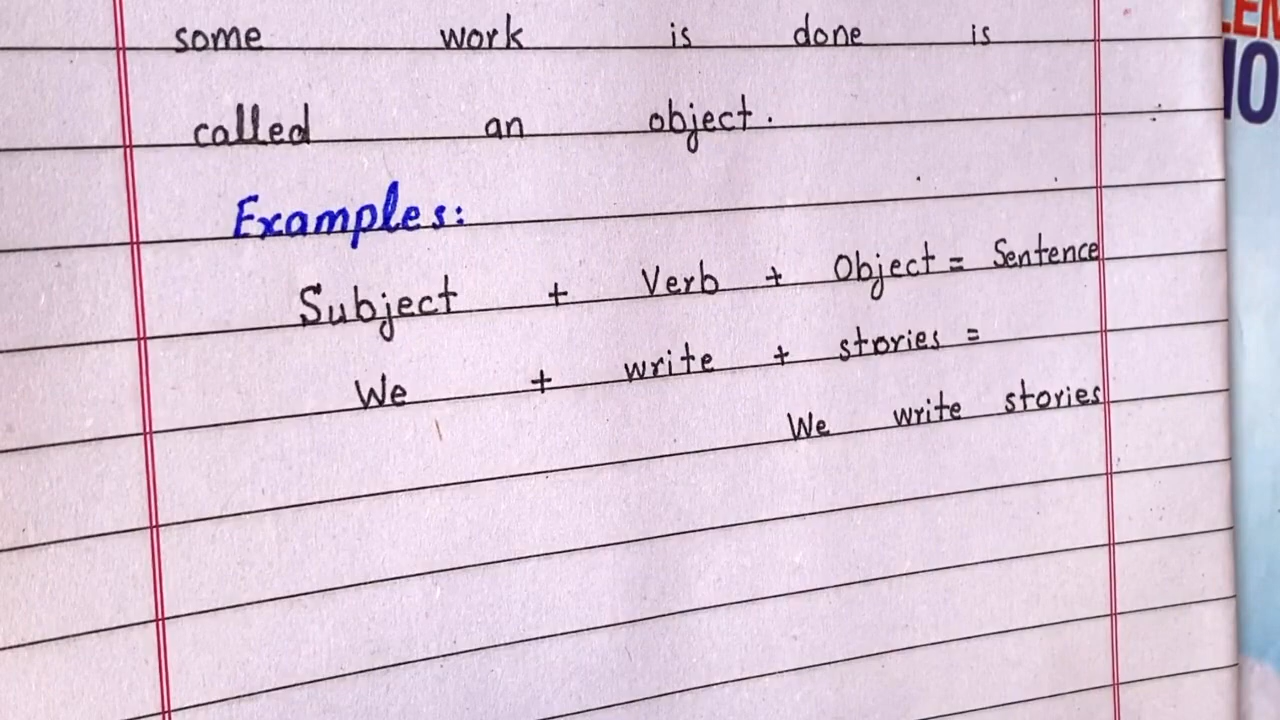 some work is done is
called an object.
Examples:
Subject + Verb + Object = Sentence
We + write + stories =
We write stories